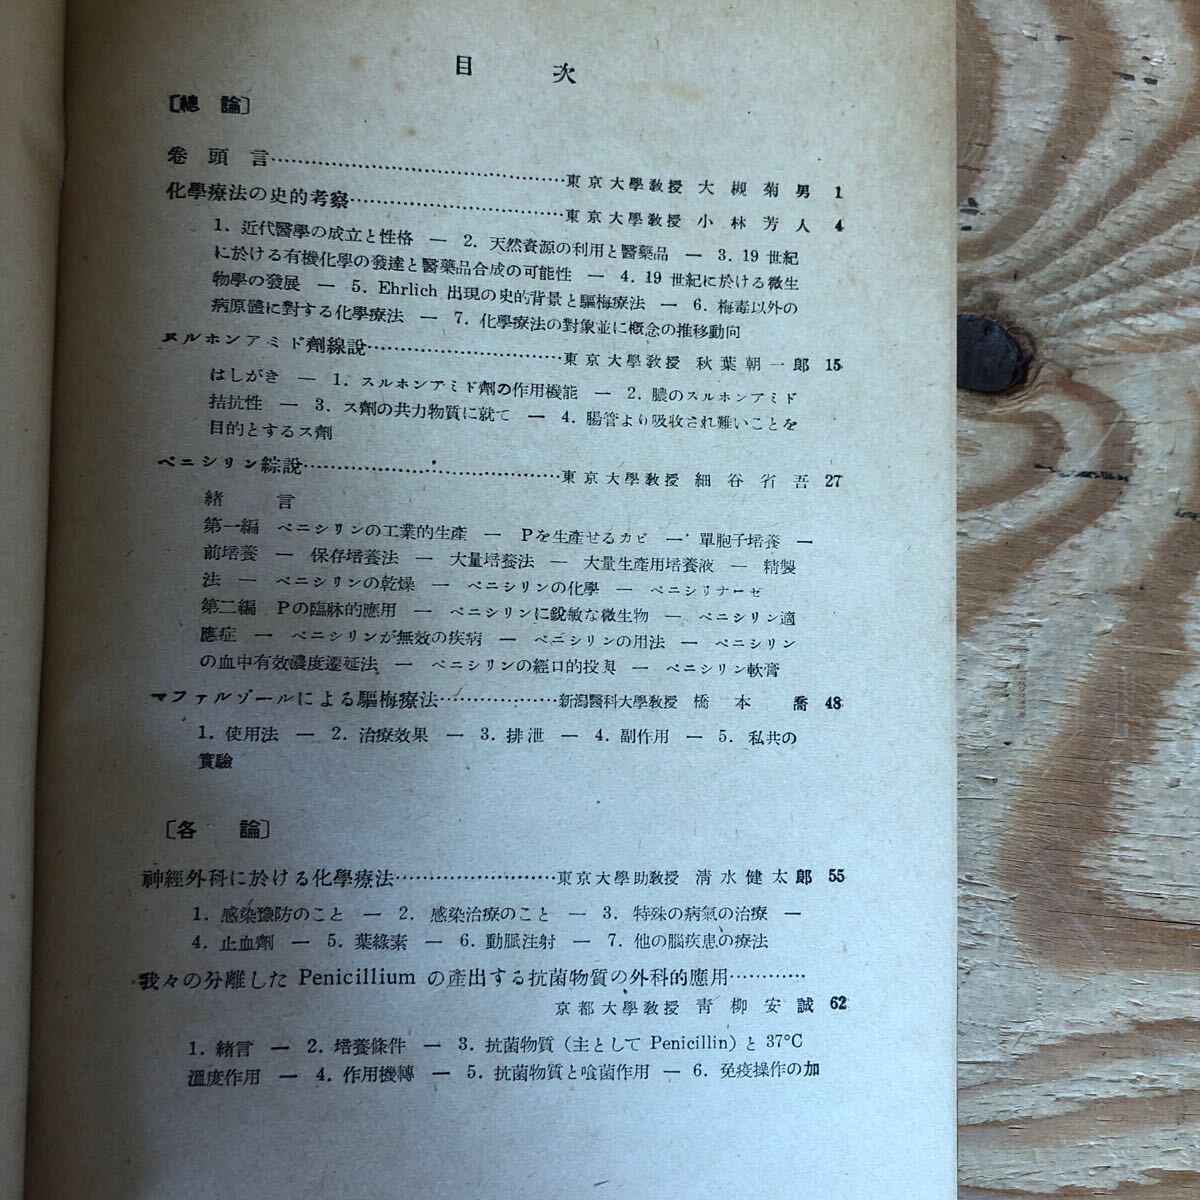 目次
〔總論〕
卷頭言……………………………東京大學敎授 大槻菊男 1
化學療法の史的考察……………………東京大學敎授 小林芳人 4
1. 近代醫學の成立と性格 — 2. 天然資源の利用と醫藥品 — 3. 19 世紀
に於ける有機化學の發達と醫藥品合成の可能性 — 4. 19 世紀に於ける微生
物學の發展 — 5. Ehrlich 出現の史的背景と驅梅療法 — 6. 梅毒以外の
病原體に對する化學療法 — 7. 化學療法の對象並に槪念の推移動向
スルホンアミド劑線說…………………東京大學敎授 秋葉朝一郎 15
はしがき — 1. スルホンアミド劑の作用機能 — 2. 膿のスルホンアミド
拮抗性 — 3. ス劑の共力物質に就て — 4. 腸管より吸收され難いことを
目的とするス劑
ペニシリン綜說…………………………東京大學敎授 細谷省吾 27
緖言
第一編 ペニシリンの工業的生產 — Pを生產せるカビ — 單胞子培養 —
前培養 — 保存培養法 — 大量培養法 — 大量生產用培養液 — 精製
法 — ペニシリンの乾燥 — ペニシリンの化學 — ペニシリナーゼ
第二編 Pの臨牀的應用 — ペニシリンに銳敏な微生物 — ペニシリン適
應症 — ペニシリンが無效の疾病 — ペニシリンの用法 — ペニシリン
の血中有效濃度遷延法 — ペニシリンの經口的投與 — ペニシリン軟膏
マファルゾールによる驅梅療法………………新潟醫科大學敎授 橋本喬 48
1. 使用法 — 2. 治療效果 — 3. 排泄 — 4. 副作用 — 5. 私共の
實驗
〔各論〕
神經外科に於ける化學療法……………………東京大學助敎授 淸水健太郎 55
1. 感染豫防のこと — 2. 感染治療のこと — 3. 特殊の病氣の治療 —
4. 止血劑 — 5. 葉綠素 — 6. 動脈注射 — 7. 他の腦疾患の療法
我々の分離した Penicillium の產出する抗菌物質の外科的應用…………
京都大學敎授 靑柳安誠 62
1. 緖言 — 2. 培養條件 — 3. 抗菌物質（主として Penicillin）と 37°C
溫度作用 — 4. 作用機轉 — 5. 抗菌物質と喰菌作用 — 6. 免疫操作の加